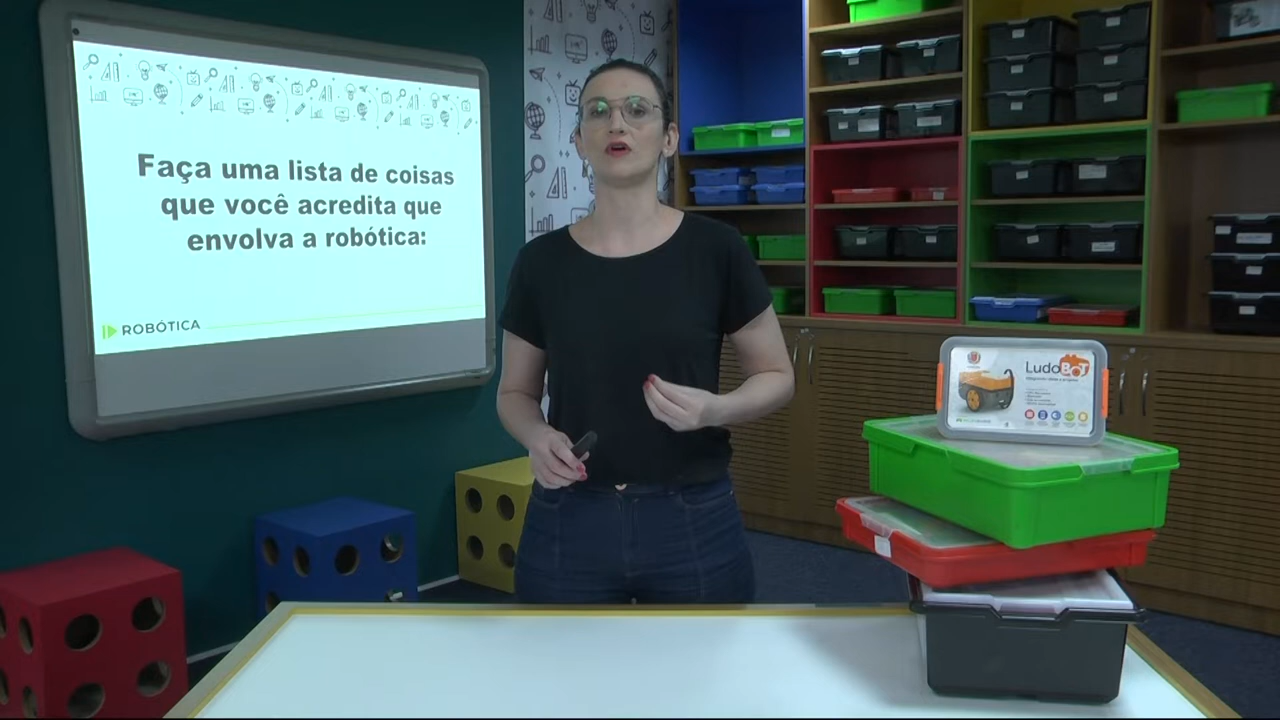 Faça uma lista de coisas
que você acredita que
envolva a robótica:
ROBÓTICA
LudoBOT